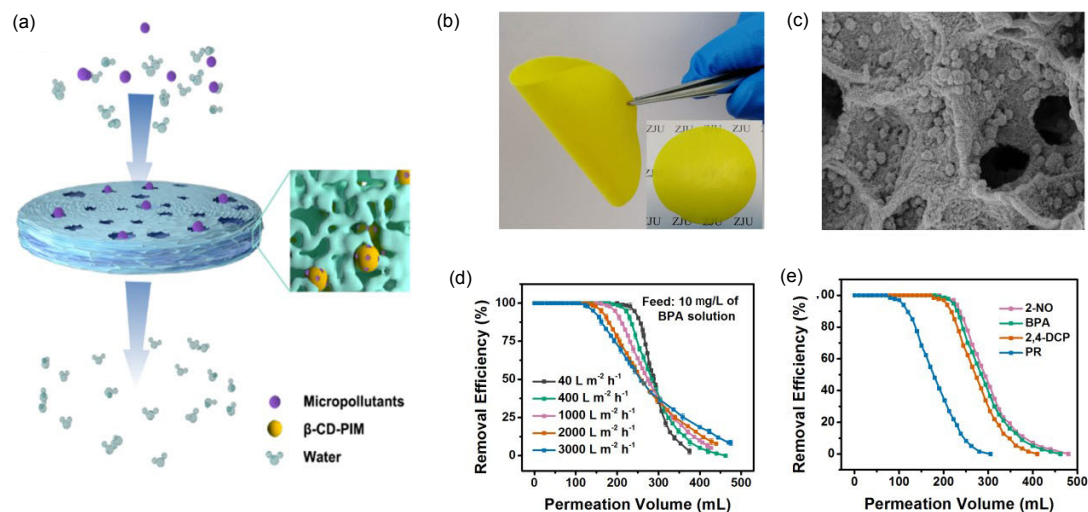 (a)
Micropollutants
β-CD-PIM
Water
(b)
ZJU ZJU ZJU
ZJU ZJU
(c)
(d)
Removal Efficiency (%)
100
75
50
25
0
Feed: 10 mg/L of
BPA solution
40 L m⁻² h⁻¹
400 L m⁻² h⁻¹
1000 L m⁻² h⁻¹
2000 L m⁻² h⁻¹
3000 L m⁻² h⁻¹
0 100 200 300 400 500
Permeation Volume (mL)
(e)
Removal Efficiency (%)
00
80
60
40
20
0
2-NO
BPA
2,4-DCP
PR
0 100 200 300 400 500
Permeation Volume (mL)